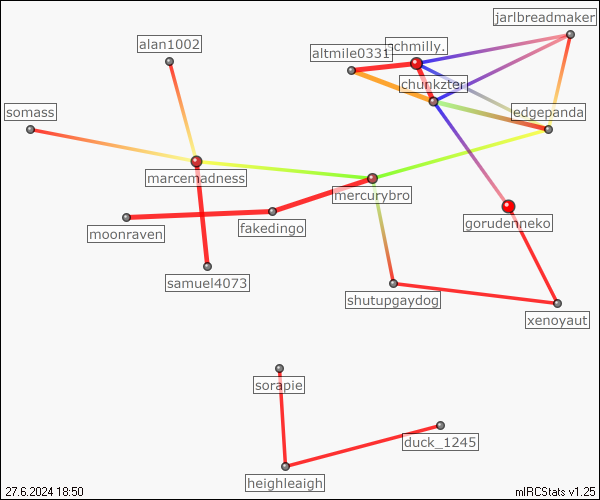 jarlbreadmaker
alan1002
schmilly.
altmile0331
chunkzter
somass
edgepanda
marcemadness
mercurybro
gorudenneko
fakedingo
moonraven
samuel4073
shutupgaydog
xenoyaut
sorapie
duck_1245
heighleaigh
27.6.2024 18:50
mIRCStats v1.25